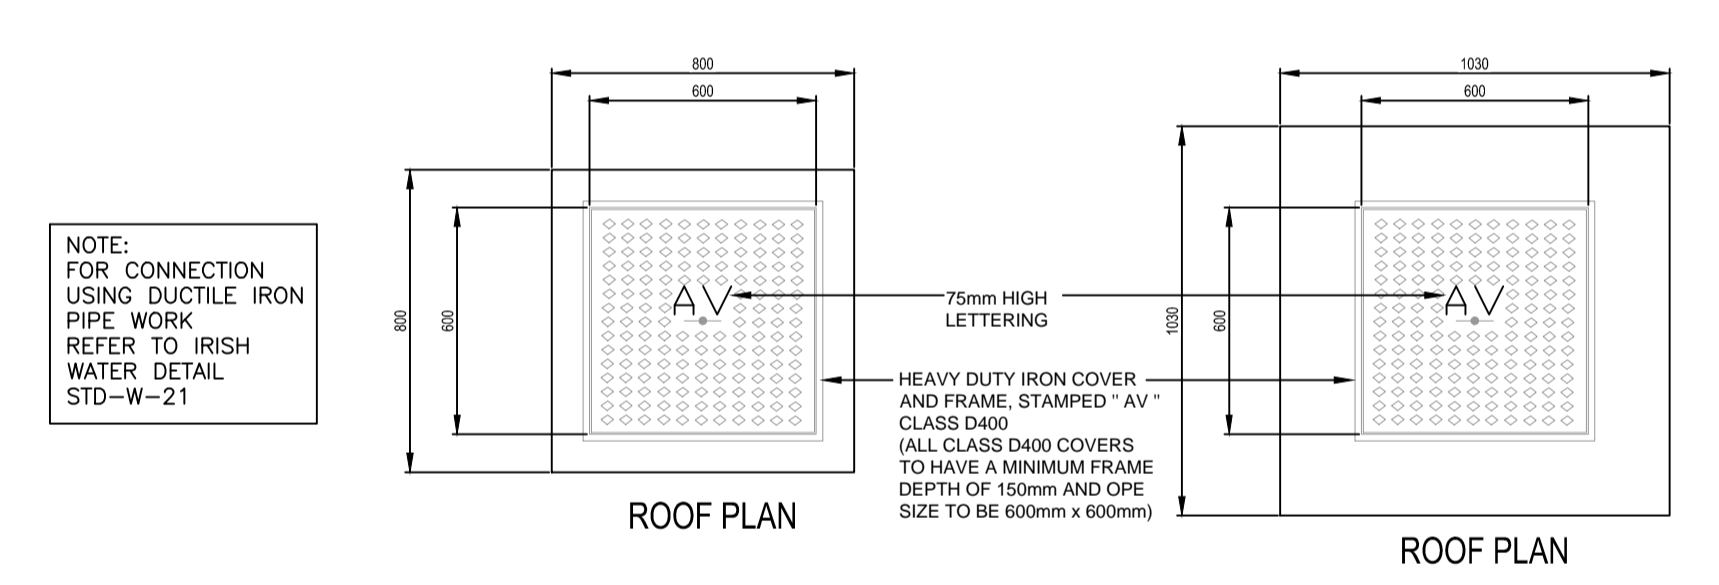 NOTE:
FOR CONNECTION
USING DUCTILE IRON
PIPE WORK
REFER TO IRISH
WATER DETAIL
STD-W-21
800
600
800
600
AV
ROOF PLAN
75mm HIGH
LETTERING
HEAVY DUTY IRON COVER
AND FRAME, STAMPED " AV "
CLASS D400
(ALL CLASS D400 COVERS
TO HAVE A MINIMUM FRAME
DEPTH OF 150mm AND OPE
SIZE TO BE 600mm x 600mm)
1030
600
1030
600
AV
ROOF PLAN